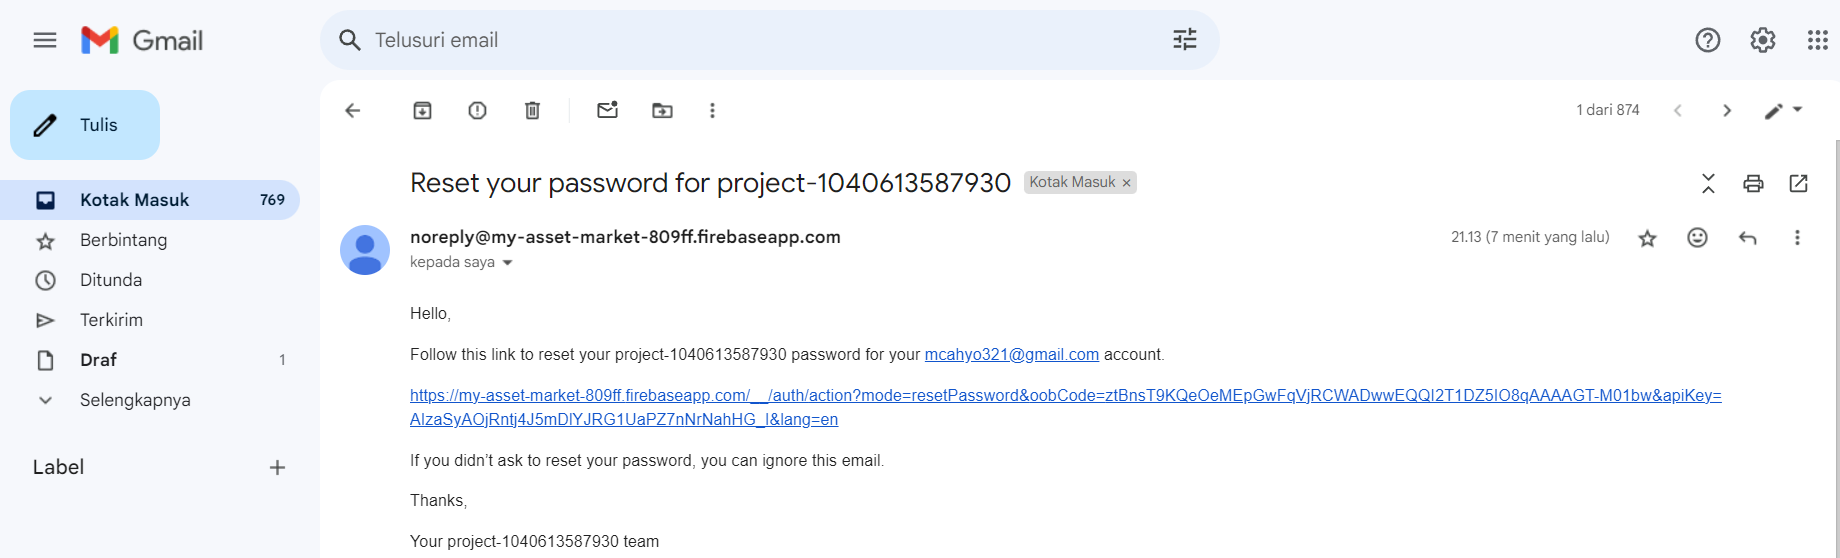 Gmail
Telusuri email
Tulis
1 dari 874
Kotak Masuk 769
Berbintang
Ditunda
Terkirim
Draf 1
Selengkapnya
Label
Reset your password for project-1040613587930 Kotak Masuk
noreply@my-asset-market-809ff.firebaseapp.com 21.13 (7 menit yang lalu)
kepada saya
Hello,
Follow this link to reset your project-1040613587930 password for your mcahyo321@gmail.com account.
https://my-asset-market-809ff.firebaseapp.com/__/auth/action?mode=resetPassword&oobCode=ztBnsT9KQeOeMEpGwFqVjRCWADwwEQQI2T1DZ5IO8qAAAAGT-M01bw&apiKey=
AIzaSyAOjRntj4J5mDlYJRG1UaPZ7nNrNahHG_I&lang=en
If you didn’t ask to reset your password, you can ignore this email.
Thanks,
Your project-1040613587930 team